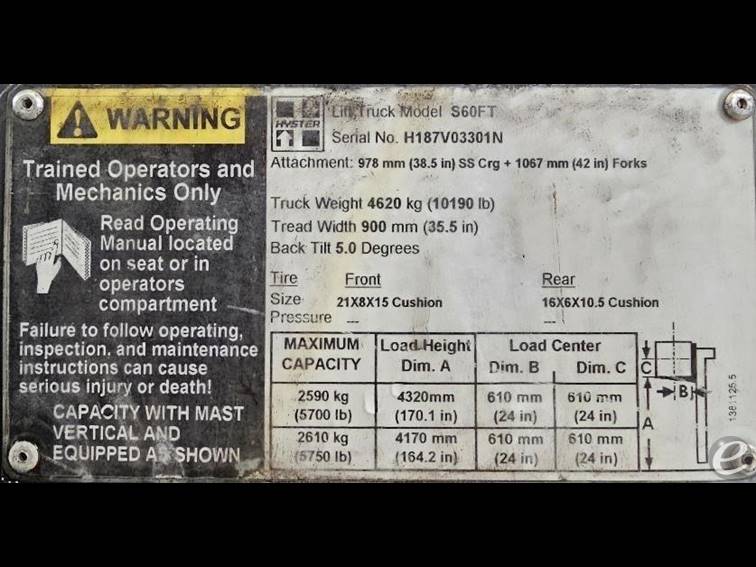 WARNING
Trained Operators and
Mechanics Only
Read Operating
Manual located
on seat or in
operators
compartment
Failure to follow operating,
inspection, and maintenance
instructions can cause
serious injury or death!
CAPACITY WITH MAST
VERTICAL AND
EQUIPPED AS SHOWN
HYSTER
Lift Truck Model S60FT
Serial No. H187V03301N
Attachment: 978 mm (38.5 in) SS Crg + 1067 mm (42 in) Forks
Truck Weight 4620 kg (10190 lb)
Tread Width 900 mm (35.5 in)
Back Tilt 5.0 Degrees
Tire Front Rear
Size 21X8X15 Cushion 16X6X10.5 Cushion
Pressure --- ---
MAXIMUM Load Height Load Center
CAPACITY Dim. A Dim. B Dim. C
2590 kg 4320mm 610 mm 610 mm
(5700 lb) (170.1 in) (24 in) (24 in)
2610 kg 4170 mm 610 mm 610 mm
(5750 lb) (164.2 in) (24 in) (24 in)
C
B
A